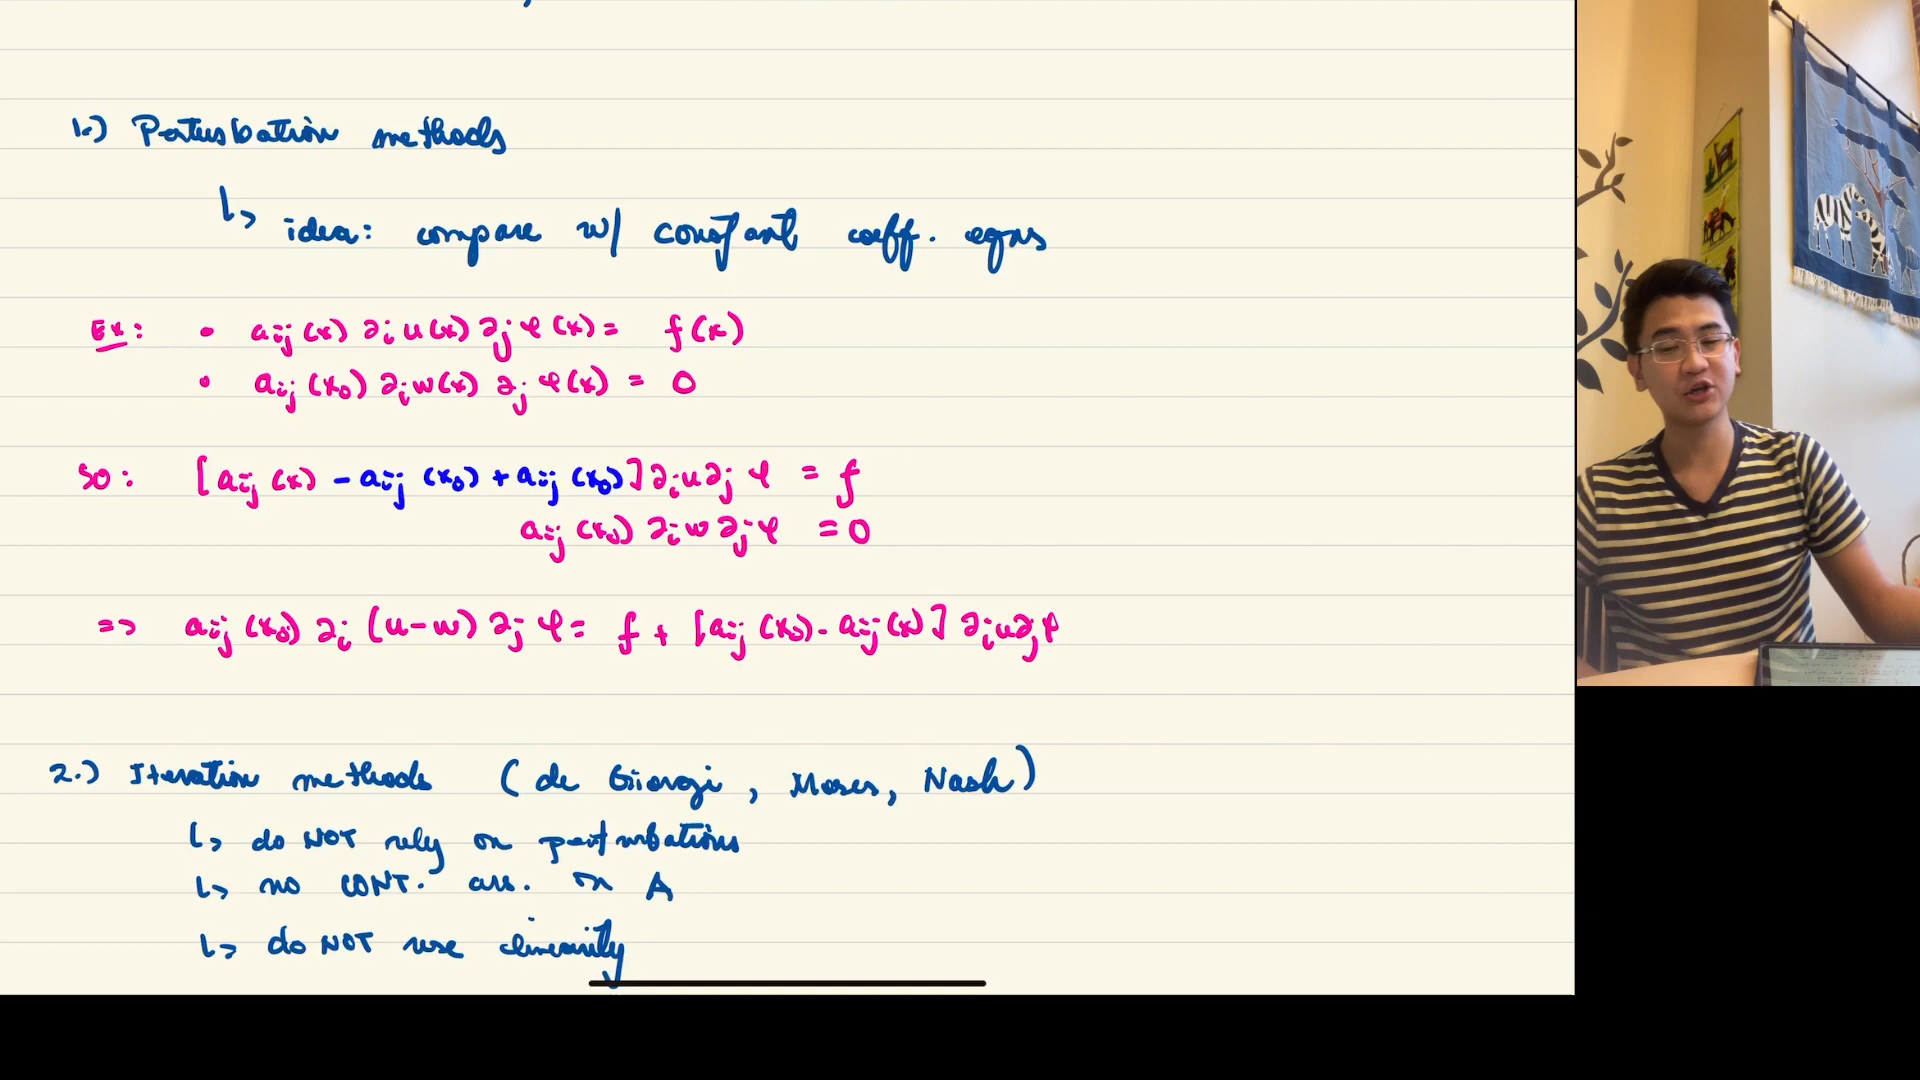 1.) Perturbation methods
↳ idea: compare w/ constant coeff. eqns
Ex: • aij (x) ∂i u(x) ∂j φ(x) = f(x)
• aij (x0) ∂i w(x) ∂j φ(x) = 0
SO: [aij (x) - aij (x0) + aij (x0)] ∂i u ∂j φ = f
aij (x0) ∂i w ∂j φ = 0
=> aij (x0) ∂i (u-w) ∂j φ = f + [aij (x0) - aij (x)] ∂i u ∂j φ
2.) Iteration methods (de Giorgi, Moser, Nash)
↳ do NOT rely on perturbations
↳ no CONT. ass. on A
↳ do NOT use linearity